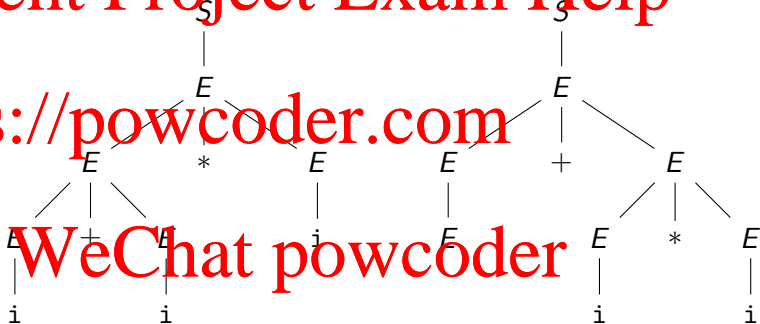 ent Project Exam Help
S S
E E
s://powcoder.com
E * E E + E
E + E i E E * E
WeChat powcoder
i i i i